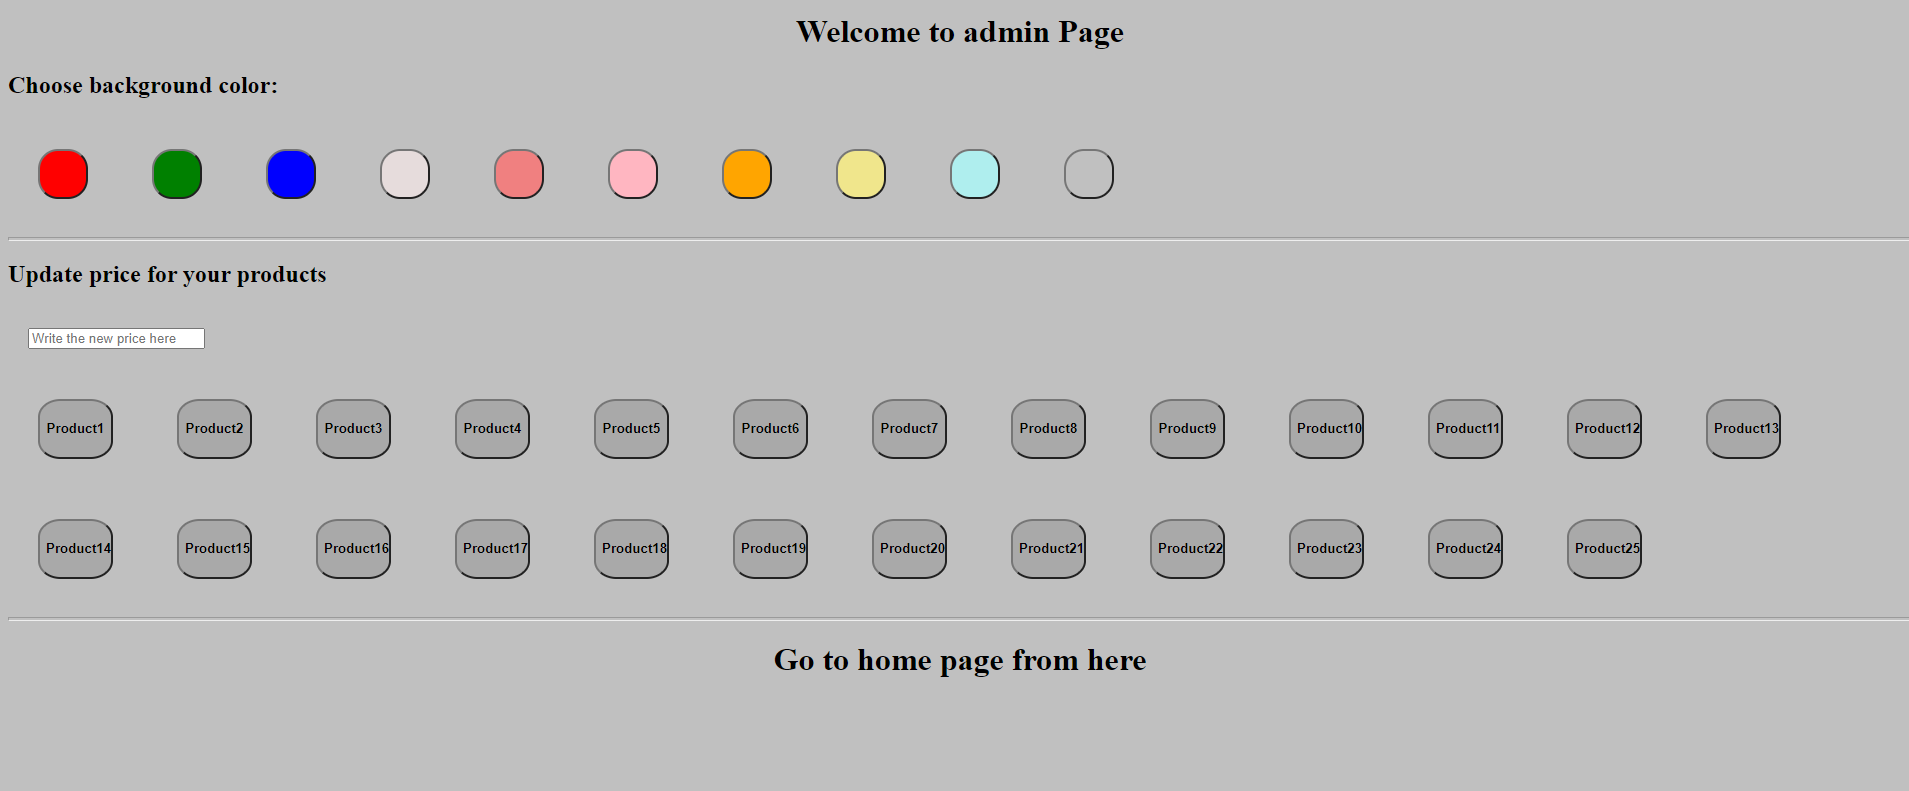 Welcome to admin Page
Choose background color:
Update price for your products
Write the new price here
Product1 Product2 Product3 Product4 Product5 Product6 Product7 Product8 Product9 Product10 Product11 Product12 Product13
Product14 Product15 Product16 Product17 Product18 Product19 Product20 Product21 Product22 Product23 Product24 Product25
Go to home page from here